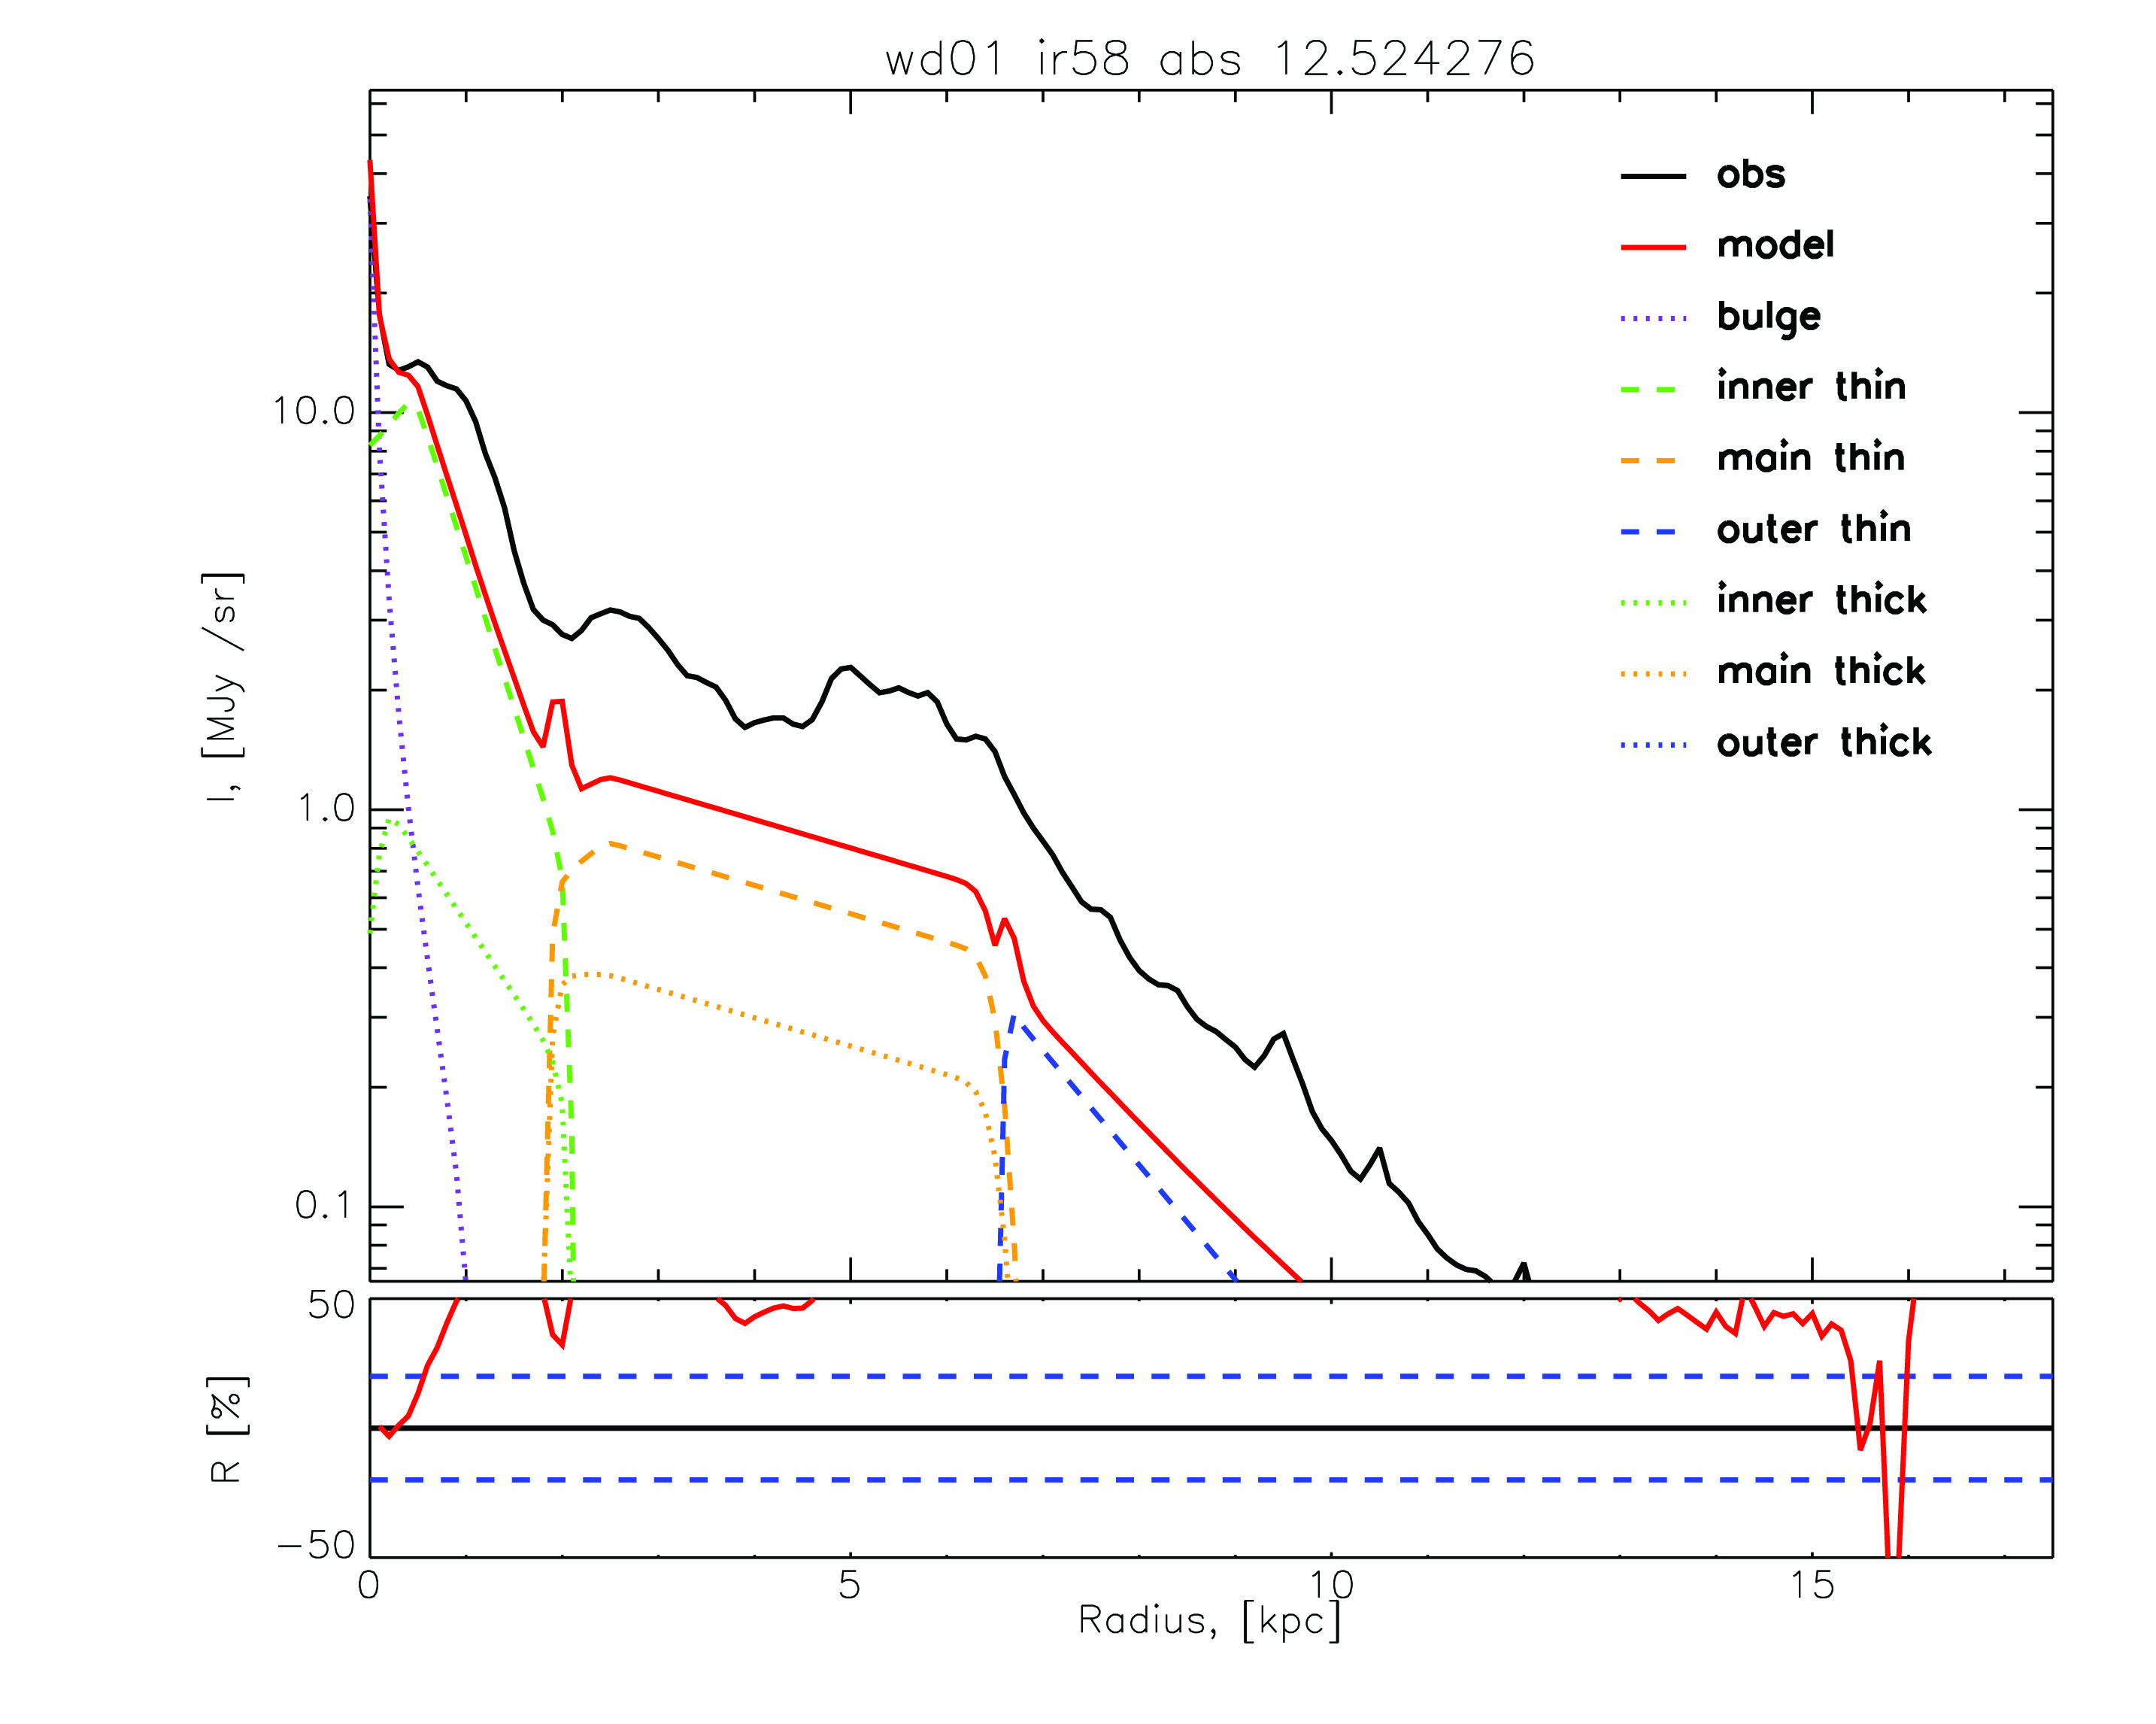 wd01 ir58 abs 12.524276
obs
model
bulge
inner thin
main thin
outer thin
inner thick
main thick
outer thick
10.0
1.0
0.1
I, [MJy /sr]
50
-50
R [%]
0 5 10 15
Radius, [kpc]